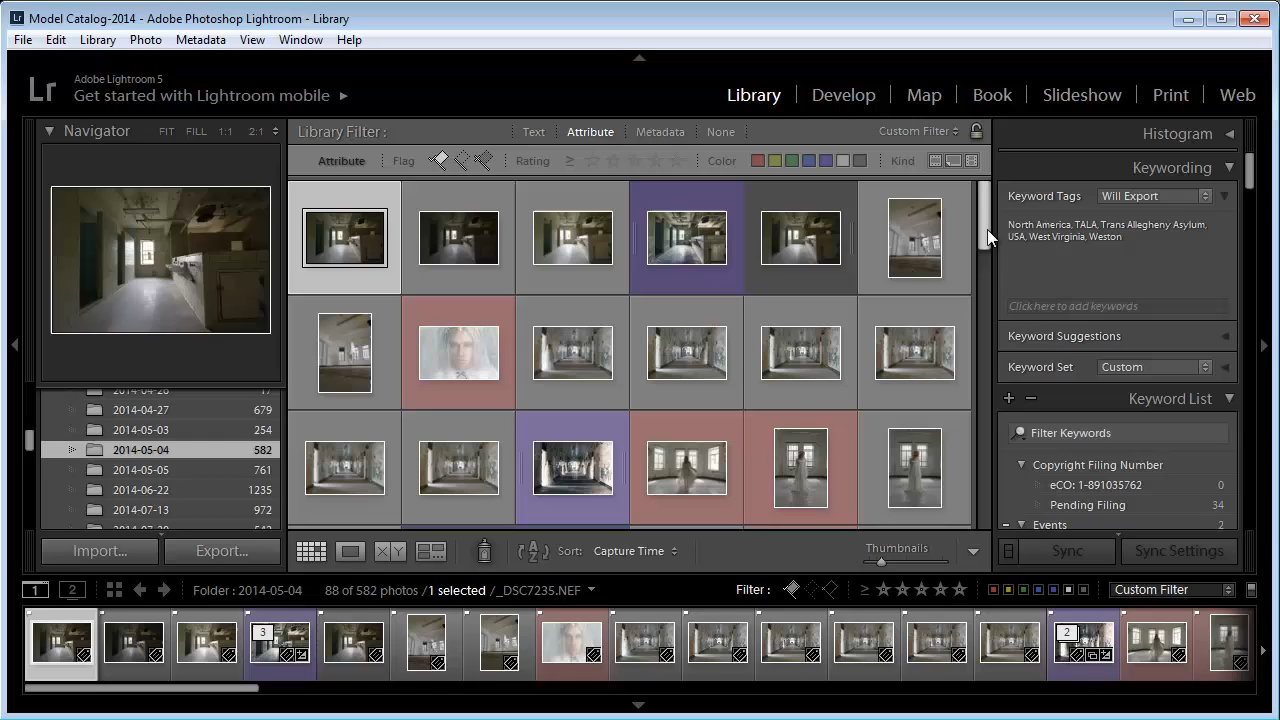 Model Catalog-2014 - Adobe Photoshop Lightroom - Library
File Edit Library Photo Metadata View Window Help
Lr Adobe Lightroom 5
Get started with Lightroom mobile
Library | Develop | Map | Book | Slideshow | Print | Web
Navigator FIT FILL 1:1 2:1
Library Filter : Text Attribute Metadata None Custom Filter
Histogram
Attribute Flag Rating ≥ Color Kind
Keywording
Keyword Tags Will Export
North America, TALA, Trans Allegheny Asylum,
USA, West Virginia, Weston
Click here to add keywords
Keyword Suggestions
Keyword Set Custom
Keyword List
Filter Keywords
Copyright Filing Number
eCO: 1-891035762 0
Pending Filing 34
Events 2
2014-04-26 17
2014-04-27 679
2014-05-03 254
2014-05-04 582
2014-05-05 761
2014-06-22 1235
2014-07-13 972
Import... Export...
XY
AZ Sort: Capture Time
Thumbnails
Sync Sync Settings
1 2 Folder : 2014-05-04 88 of 582 photos / 1 selected / _DSC7235.NEF
Filter : ≥ Custom Filter
3
2